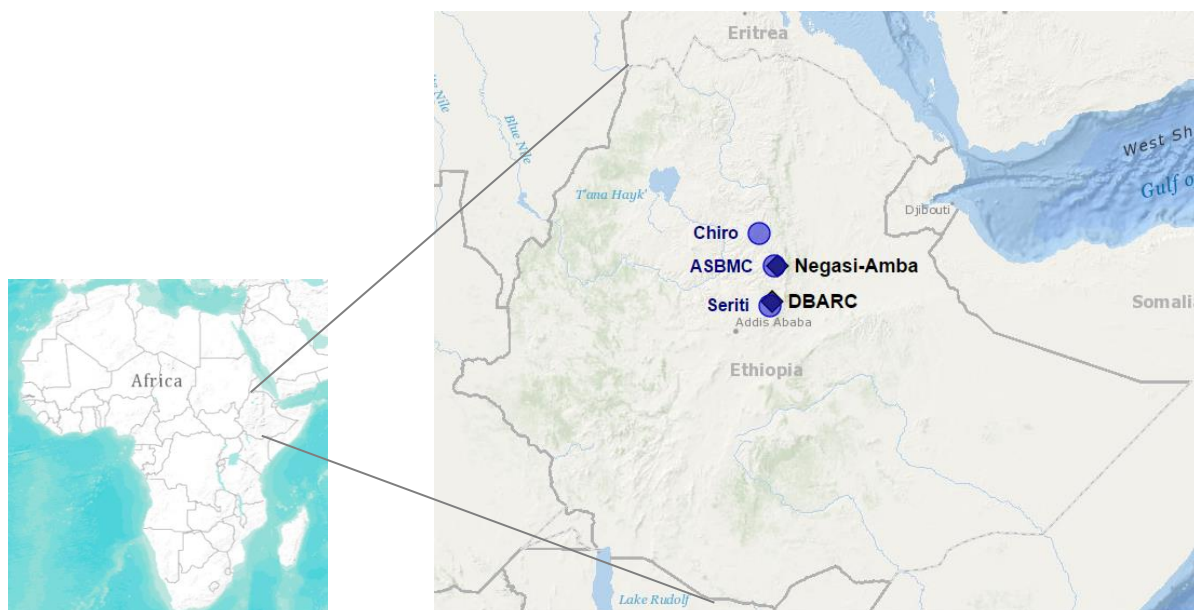 Eritrea
Blue Nile
T'ana Hayk'
West Sh
Gulf o
Djibouti
Chiro
ASBMC
Negasi-Amba
Seriti
DBARC
Addis Ababa
Somalia
Ethiopia
Africa
Lake Rudolf